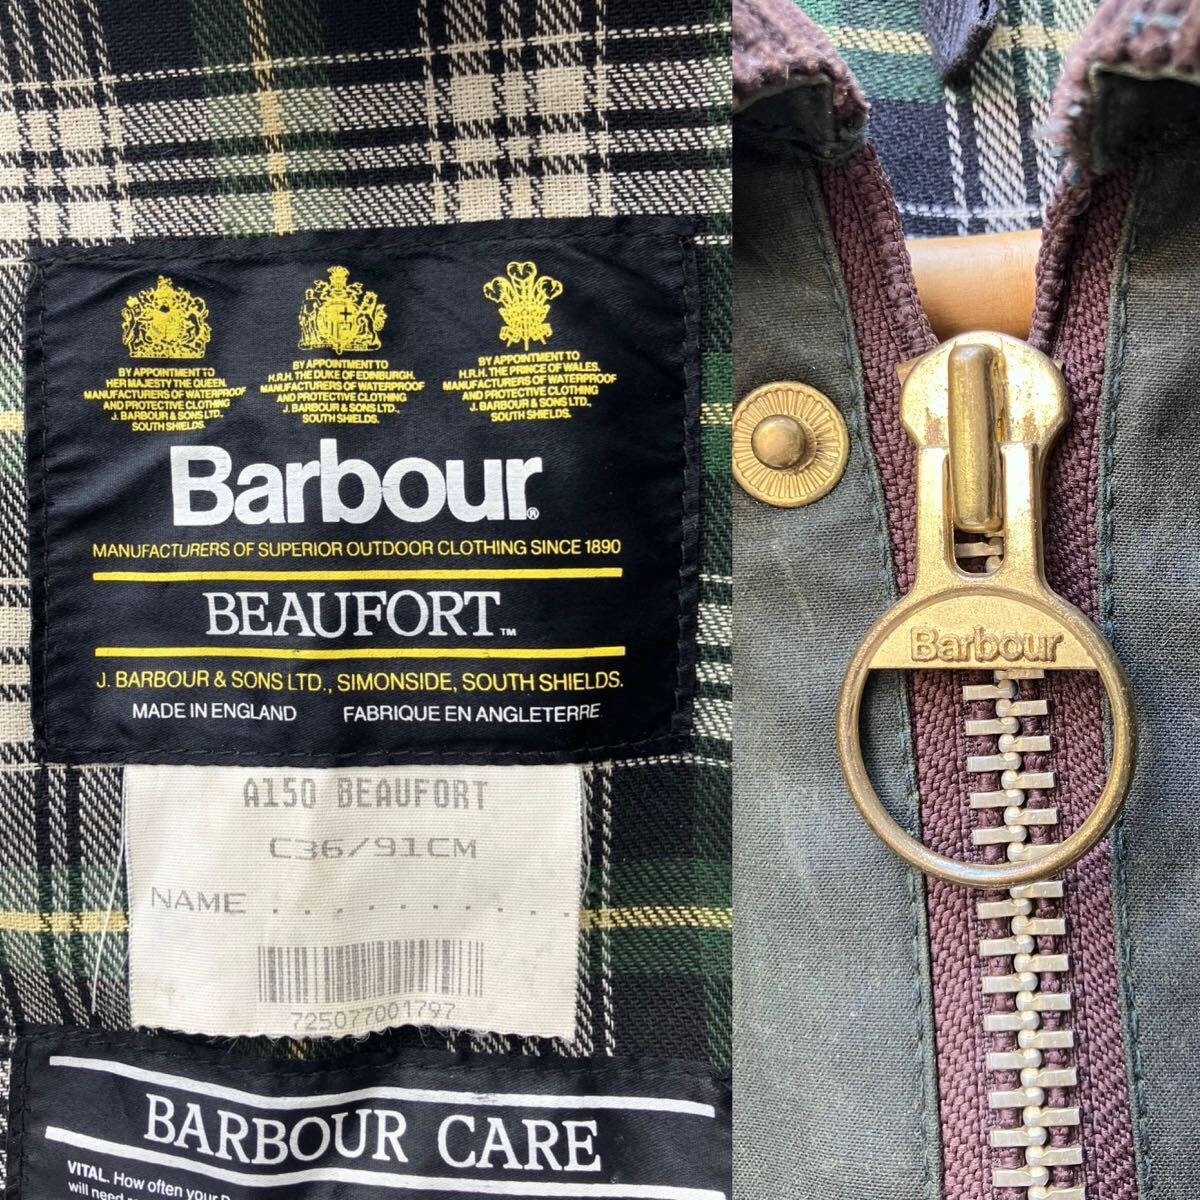 BY APPOINTMENT TO
HER MAJESTY THE QUEEN.
MANUFACTURERS OF WATERPROOF
AND PROTECTIVE CLOTHING
J. BARBOUR & SONS LTD.,
SOUTH SHIELDS.
BY APPOINTMENT TO
H.R.H. THE DUKE OF EDINBURGH.
MANUFACTURERS OF WATERPROOF
AND PROTECTIVE CLOTHING
J. BARBOUR & SONS LTD.,
SOUTH SHIELDS.
BY APPOINTMENT TO
H.R.H. THE PRINCE OF WALES.
MANUFACTURERS OF WATERPROOF
AND PROTECTIVE CLOTHING
J. BARBOUR & SONS LTD.,
SOUTH SHIELDS.
Barbour®
MANUFACTURERS OF SUPERIOR OUTDOOR CLOTHING SINCE 1890
BEAUFORT™
J. BARBOUR & SONS LTD., SIMONSIDE, SOUTH SHIELDS.
MADE IN ENGLAND FABRIQUE EN ANGLETERRE
A150 BEAUFORT
C36/91CM
NAME ...........
725077001797
BARBOUR CARE
VITAL. How often your
will need
Barbour